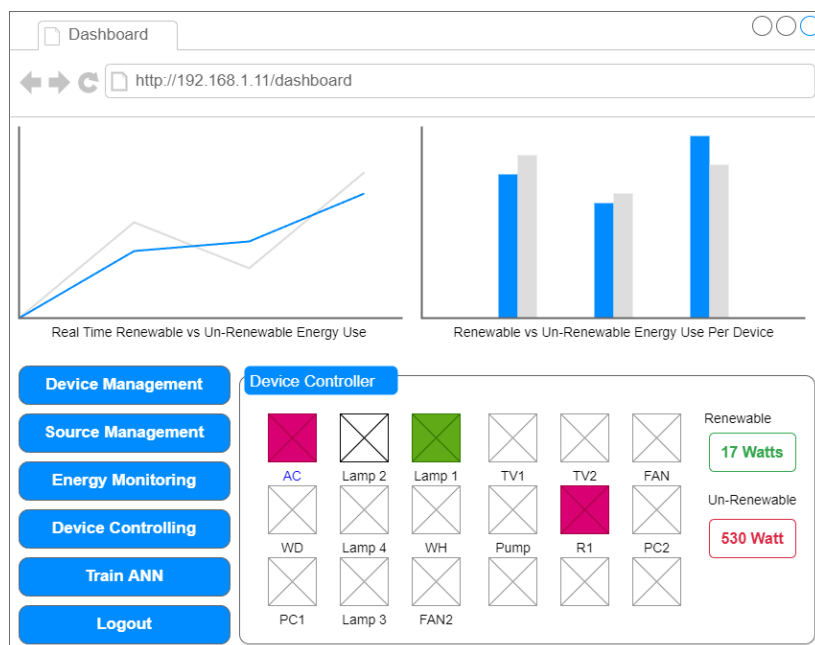 Dashboard
http://192.168.1.11/dashboard
Real Time Renewable vs Un-Renewable Energy Use
Renewable vs Un-Renewable Energy Use Per Device
Device Management
Source Management
Energy Monitoring
Device Controlling
Train ANN
Logout
Device Controller
AC Lamp 2 Lamp 1 TV1 TV2 FAN
WD Lamp 4 WH Pump R1 PC2
PC1 Lamp 3 FAN2
Renewable
17 Watts
Un-Renewable
530 Watt